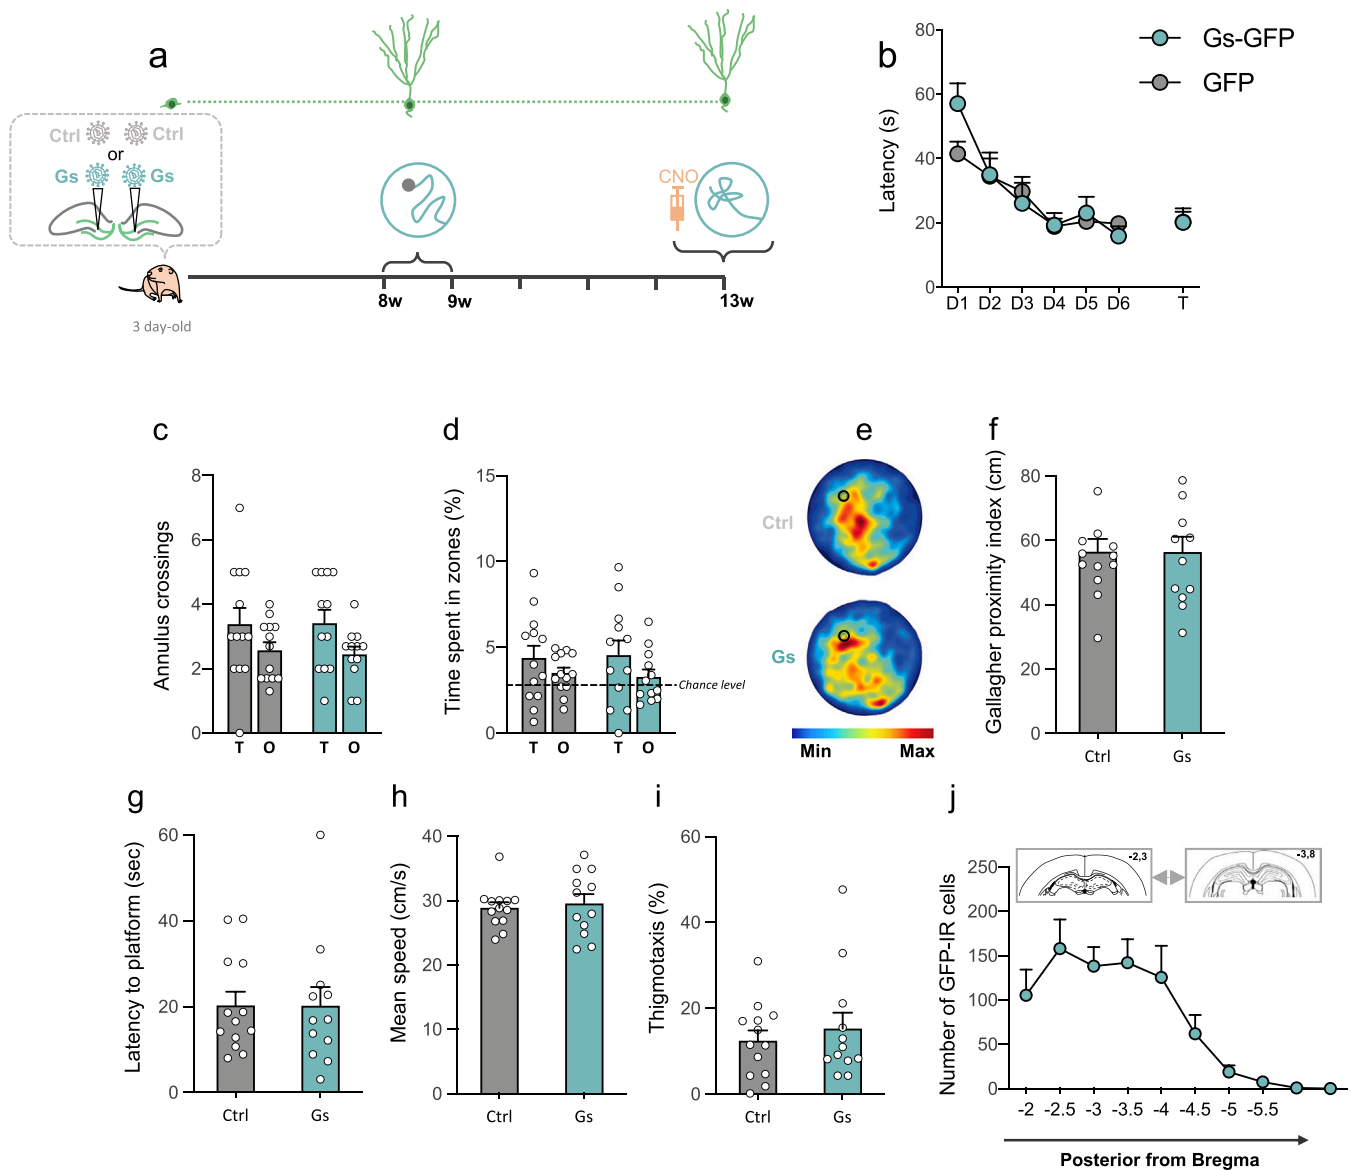 a
Ctrl
Ctrl
or
Gs
Gs
3 day-old
CNO
8w
9w
13w
b
Gs-GFP
GFP
Latency (s)
80
60
40
20
0
D1
D2
D3
D4
D5
D6
T
c
Annulus crossings
8
6
4
2
0
T
O
T
O
d
Time spent in zones (%)
15
10
5
0
Chance level
T
O
T
O
e
Ctrl
Gs
Min
Max
f
Gallagher proximity index (cm)
80
60
40
20
0
Ctrl
Gs
g
Latency to platform (sec)
60
40
20
0
Ctrl
Gs
h
Mean speed (cm/s)
40
30
20
10
0
Ctrl
Gs
i
Thigmotaxis (%)
60
40
20
0
Ctrl
Gs
j
Number of GFP-IR cells
250
200
150
100
50
0
-2,3
-3,8
-2
-2.5
-3
-3.5
-4
-4.5
-5
-5.5
Posterior from Bregma